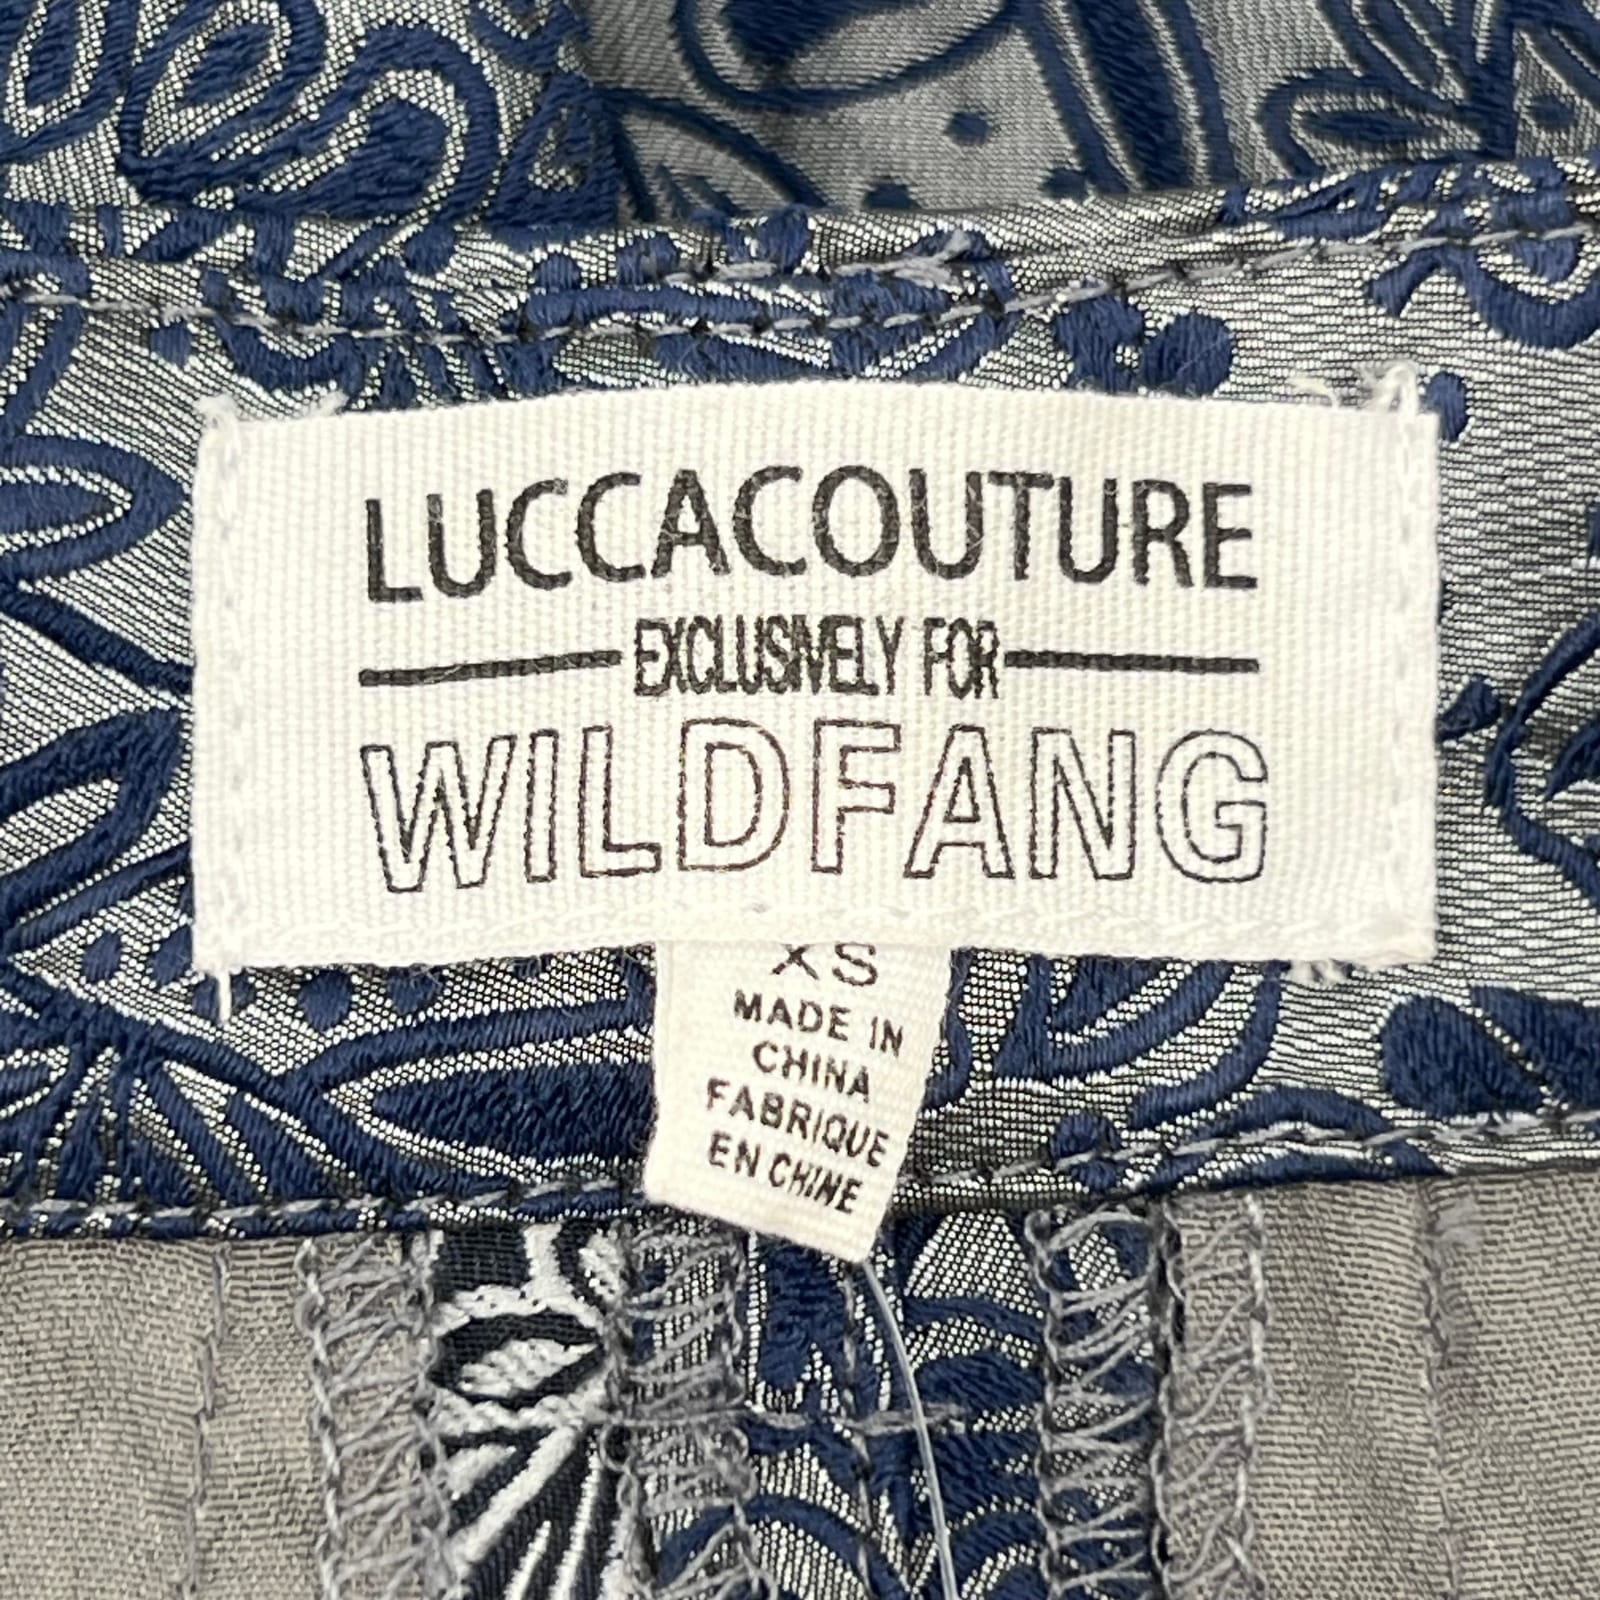 LUCCACOUTURE
EXCLUSIVELY FOR
WILDFANG
XS
MADE IN
CHINA
FABRIQUE
EN CHINE